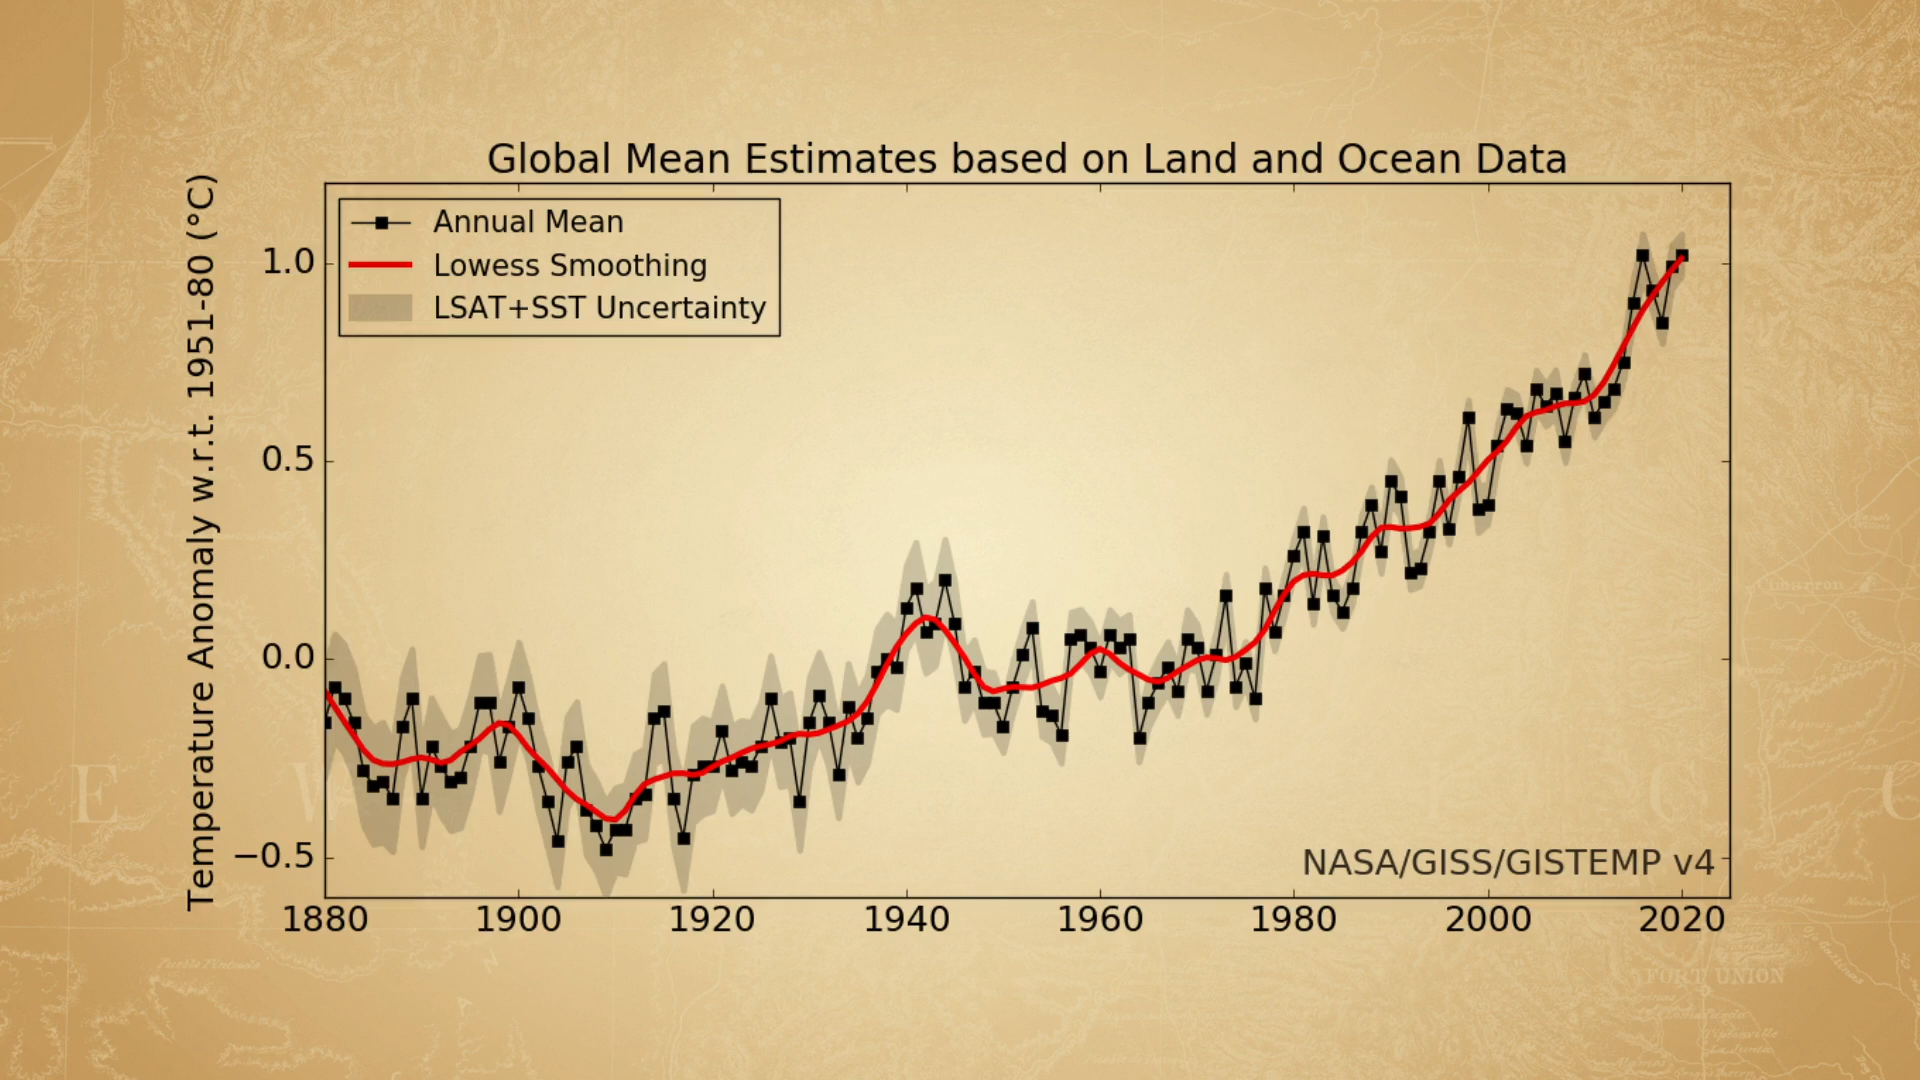 Global Mean Estimates based on Land and Ocean Data
Temperature Anomaly w.r.t. 1951-80 (°C)
Annual Mean
Lowess Smoothing
LSAT+SST Uncertainty
1.0
0.5
0.0
−0.5
NASA/GISS/GISTEMP v4
1880 1900 1920 1940 1960 1980 2000 2020
E
W
G
FORT UNION